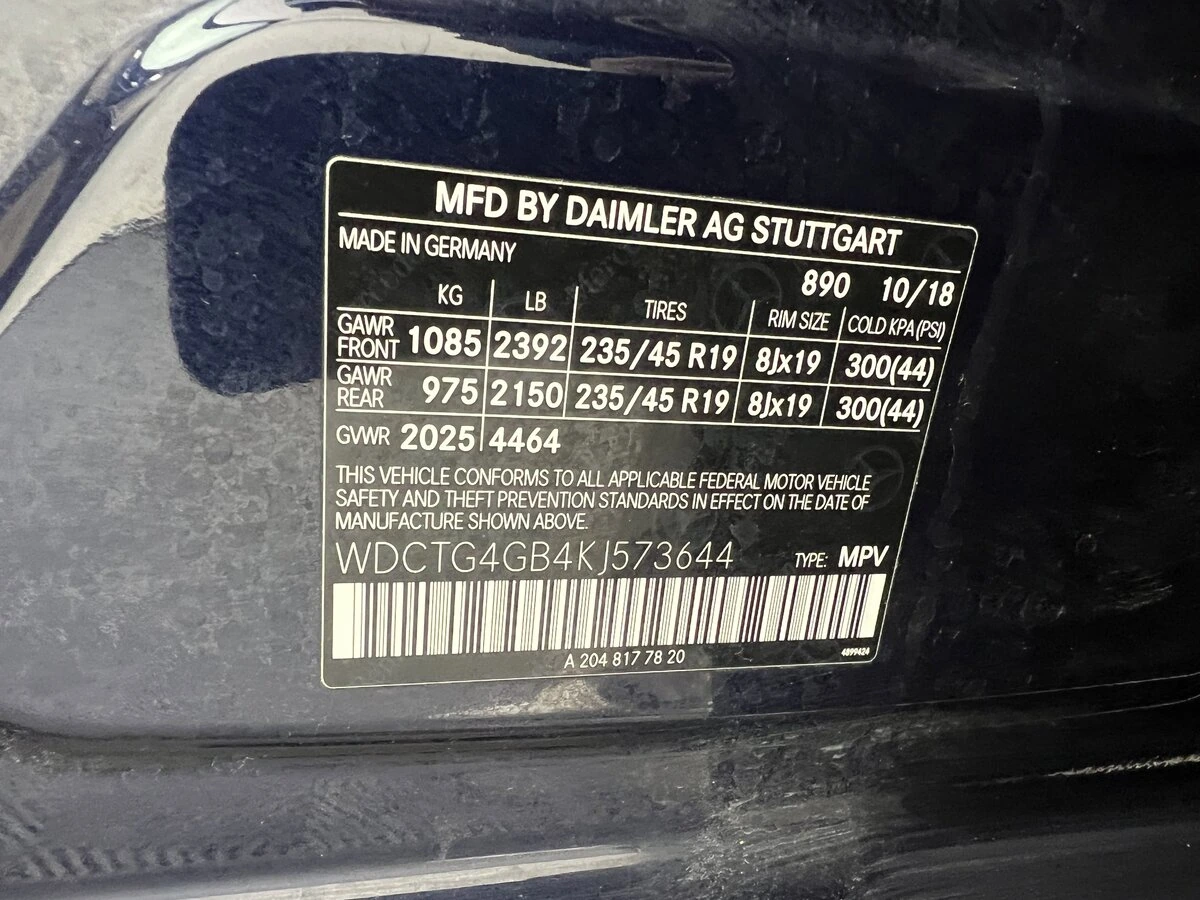 MFD BY DAIMLER AG STUTTGART
MADE IN GERMANY
890 10/18
KG LB TIRES RIM SIZE COLD KPA(PSI)
GAWR FRONT 1085 2392 235/45 R19 8Jx19 300(44)
GAWR REAR 975 2150 235/45 R19 8Jx19 300(44)
GVWR 2025 4464
THIS VEHICLE CONFORMS TO ALL APPLICABLE FEDERAL MOTOR VEHICLE
SAFETY AND THEFT PREVENTION STANDARDS IN EFFECT ON THE DATE OF
MANUFACTURE SHOWN ABOVE.
WDCTG4GB4KJ573644 TYPE: MPV
A 204 817 78 20
4899424